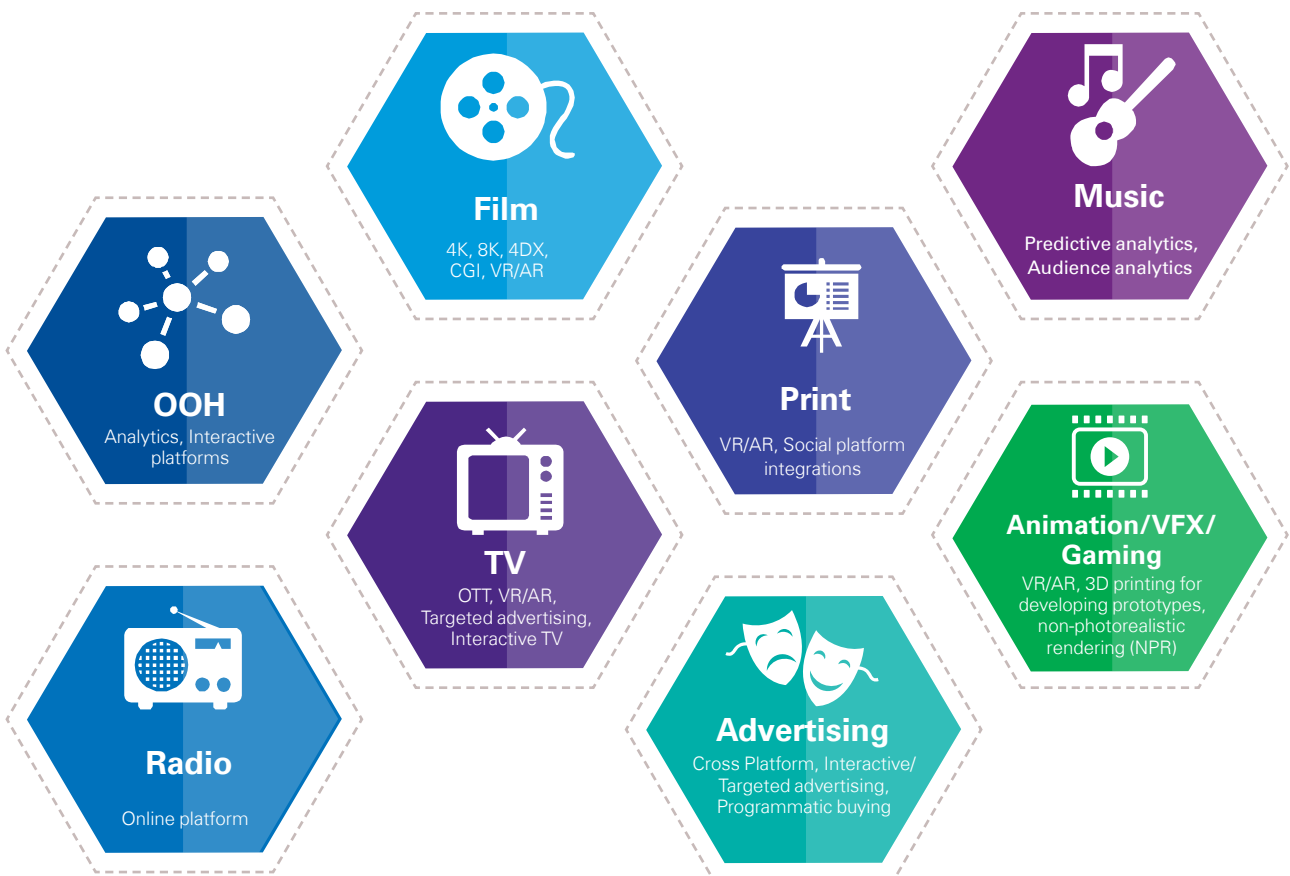 Film
4K, 8K, 4DX,
CGI, VR/AR
Music
Predictive analytics,
Audience analytics
OOH
Analytics, Interactive
platforms
Print
VR/AR, Social platform
integrations
TV
OTT, VR/AR,
Targeted advertising,
Interactive TV
Animation/VFX/
Gaming
VR/AR, 3D printing for
developing prototypes,
non-photorealistic
rendering (NPR)
Radio
Online platform
Advertising
Cross Platform, Interactive/
Targeted advertising,
Programmatic buying